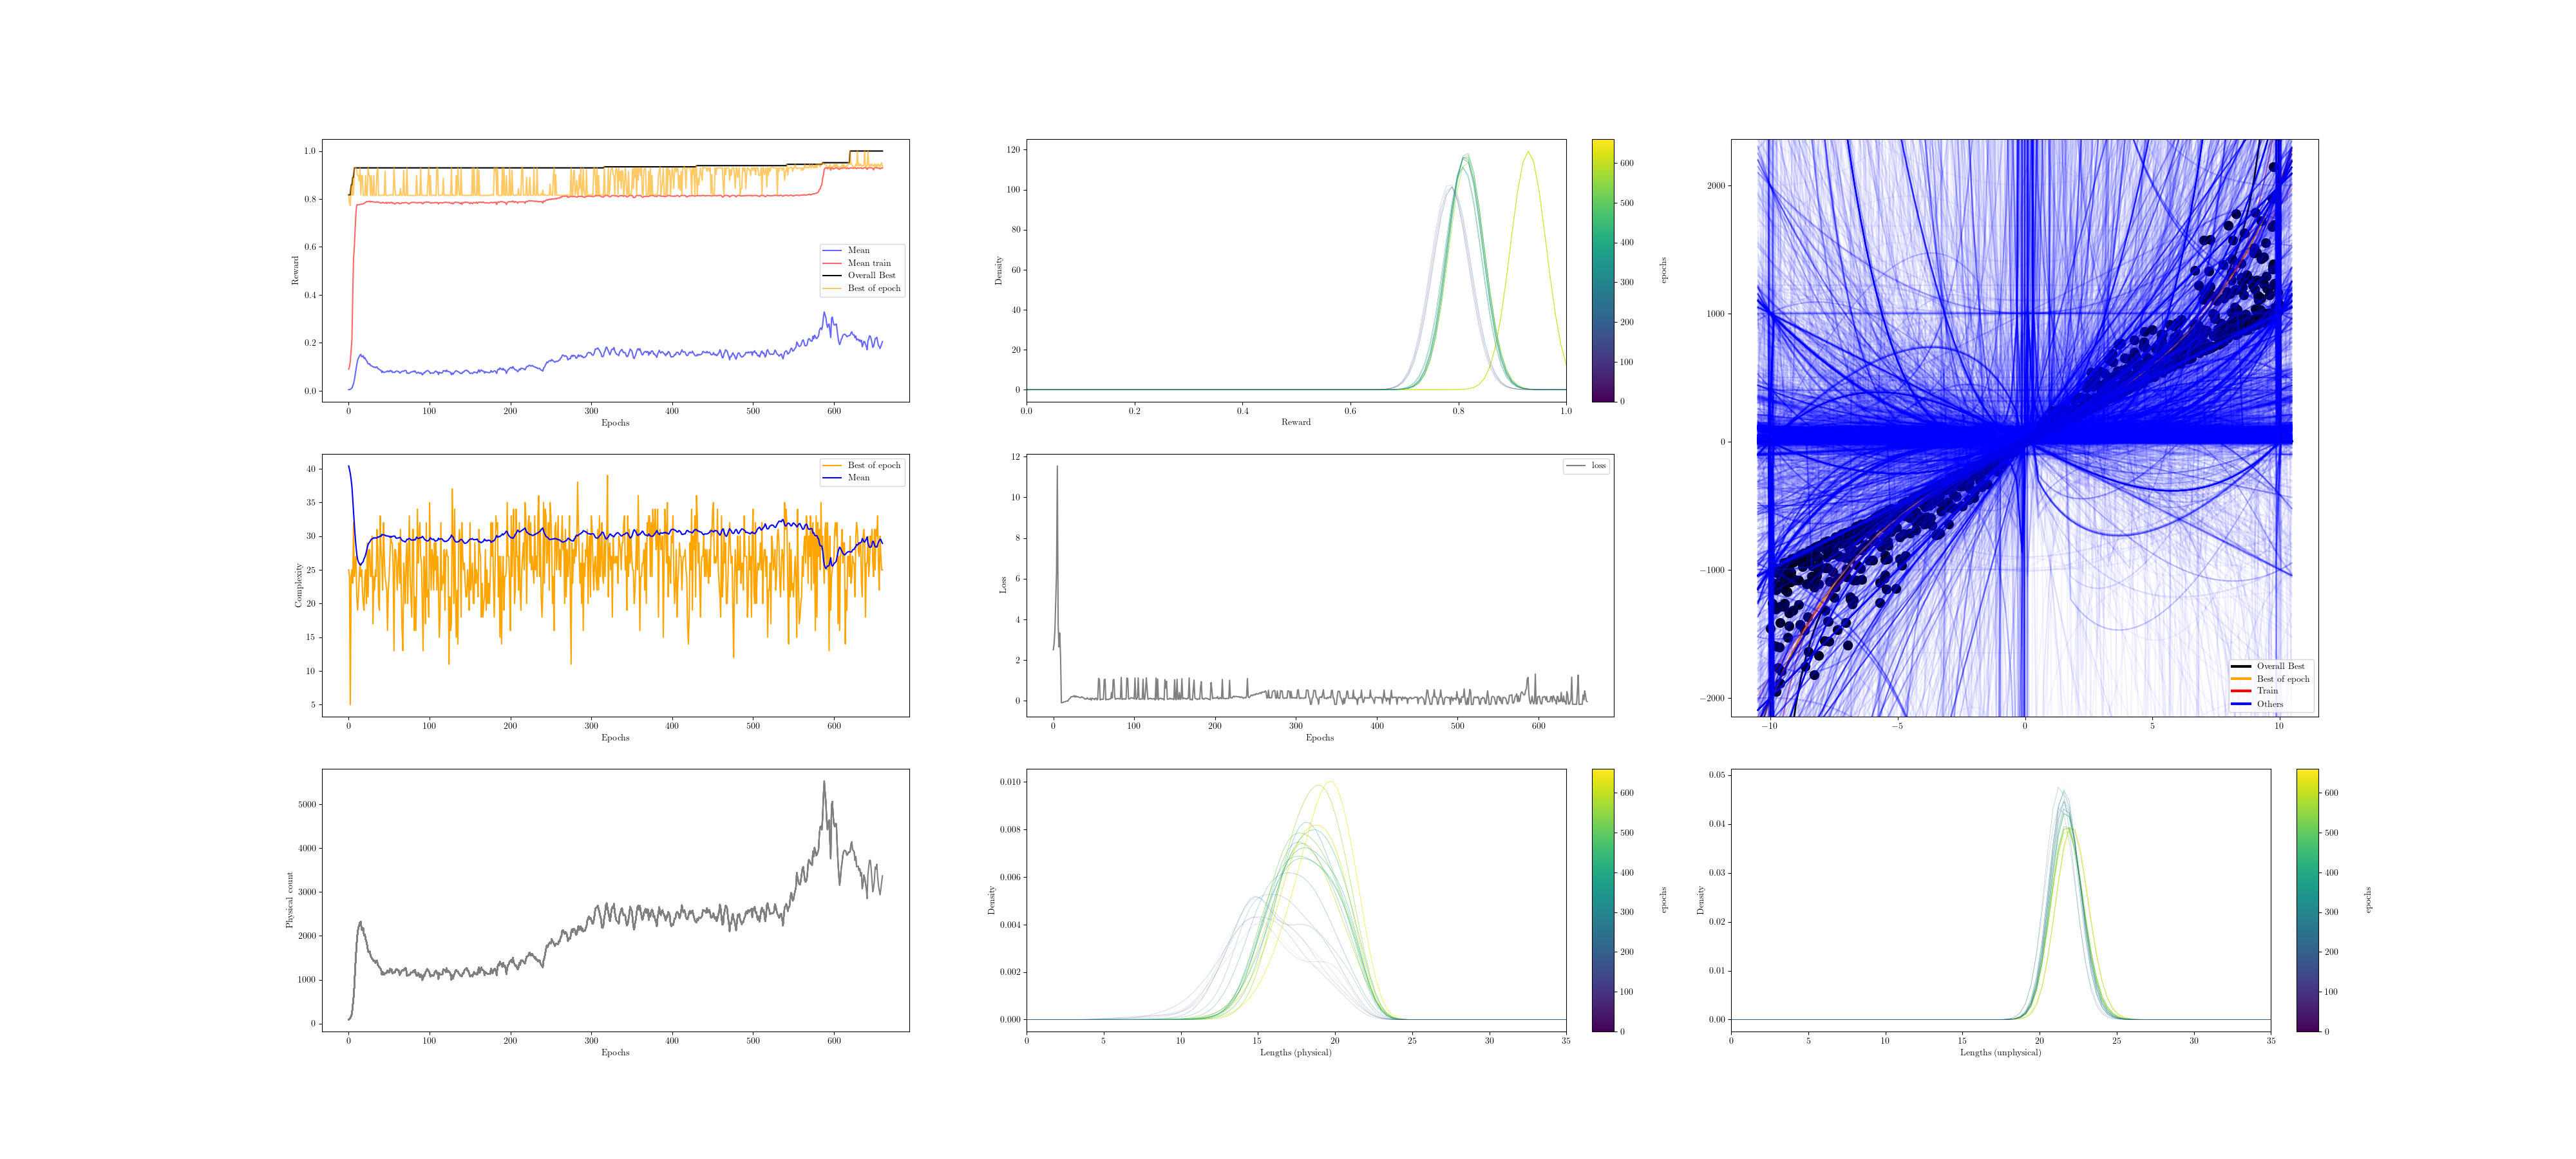 1.0
0.8
0.6
0.4
0.2
0.0
Reward
Mean
Mean train
Overall Best
Best of epoch
0 100 200 300 400 500 600
Epochs
120
100
80
60
40
20
0
Density
0.0 0.2 0.4 0.6 0.8 1.0
Reward
600
500
400
300
200
100
0
epochs
2000
1000
0
−1000
−2000
Overall Best
Best of epoch
Train
Others
−10 −5 0 5 10
40
35
30
25
20
15
10
5
Complexity
Best of epoch
Mean
0 100 200 300 400 500 600
Epochs
12
10
8
6
4
2
0
Loss
loss
0 100 200 300 400 500 600
Epochs
5000
4000
3000
2000
1000
0
Physical count
0 100 200 300 400 500 600
Epochs
0.010
0.008
0.006
0.004
0.002
0.000
Density
0 5 10 15 20 25 30 35
Lengths (physical)
600
500
400
300
200
100
0
epochs
0.05
0.04
0.03
0.02
0.01
0.00
Density
0 5 10 15 20 25 30 35
Lengths (unphysical)
600
500
400
300
200
100
0
epochs